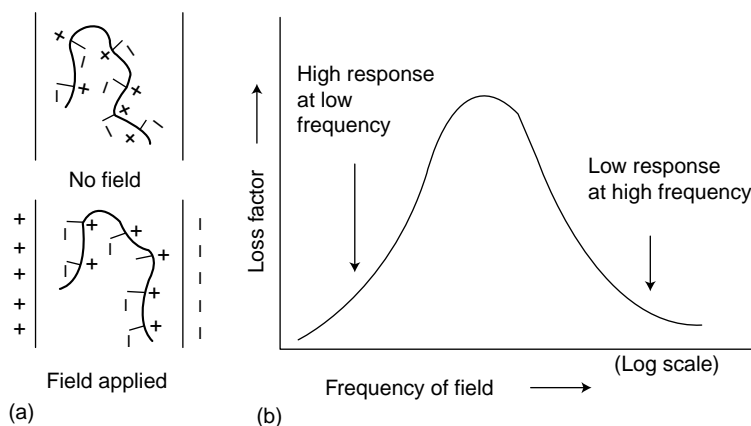 No field
Field applied
(a)
High response
at low
frequency
Low response
at high frequency
Loss factor
(Log scale)
Frequency of field
(b)